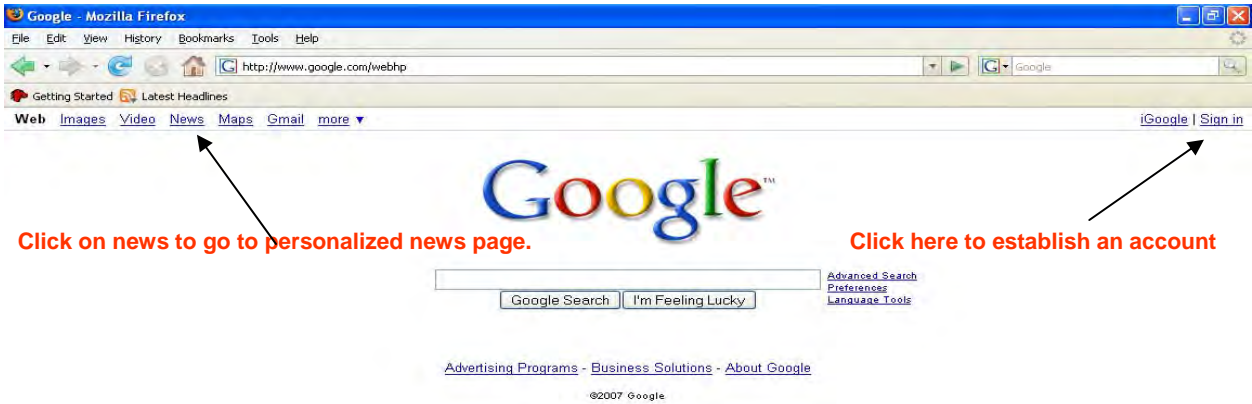 Google - Mozilla Firefox
File Edit View History Bookmarks Tools Help
G http://www.google.com/webhp G Google
Getting Started Latest Headlines
Web Images Video News Maps Gmail more ▼ iGoogle | Sign in
Google™
Click on news to go to personalized news page. Click here to establish an account
Advanced Search
Preferences
Language Tools
Google Search I'm Feeling Lucky
Advertising Programs - Business Solutions - About Google
©2007 Google